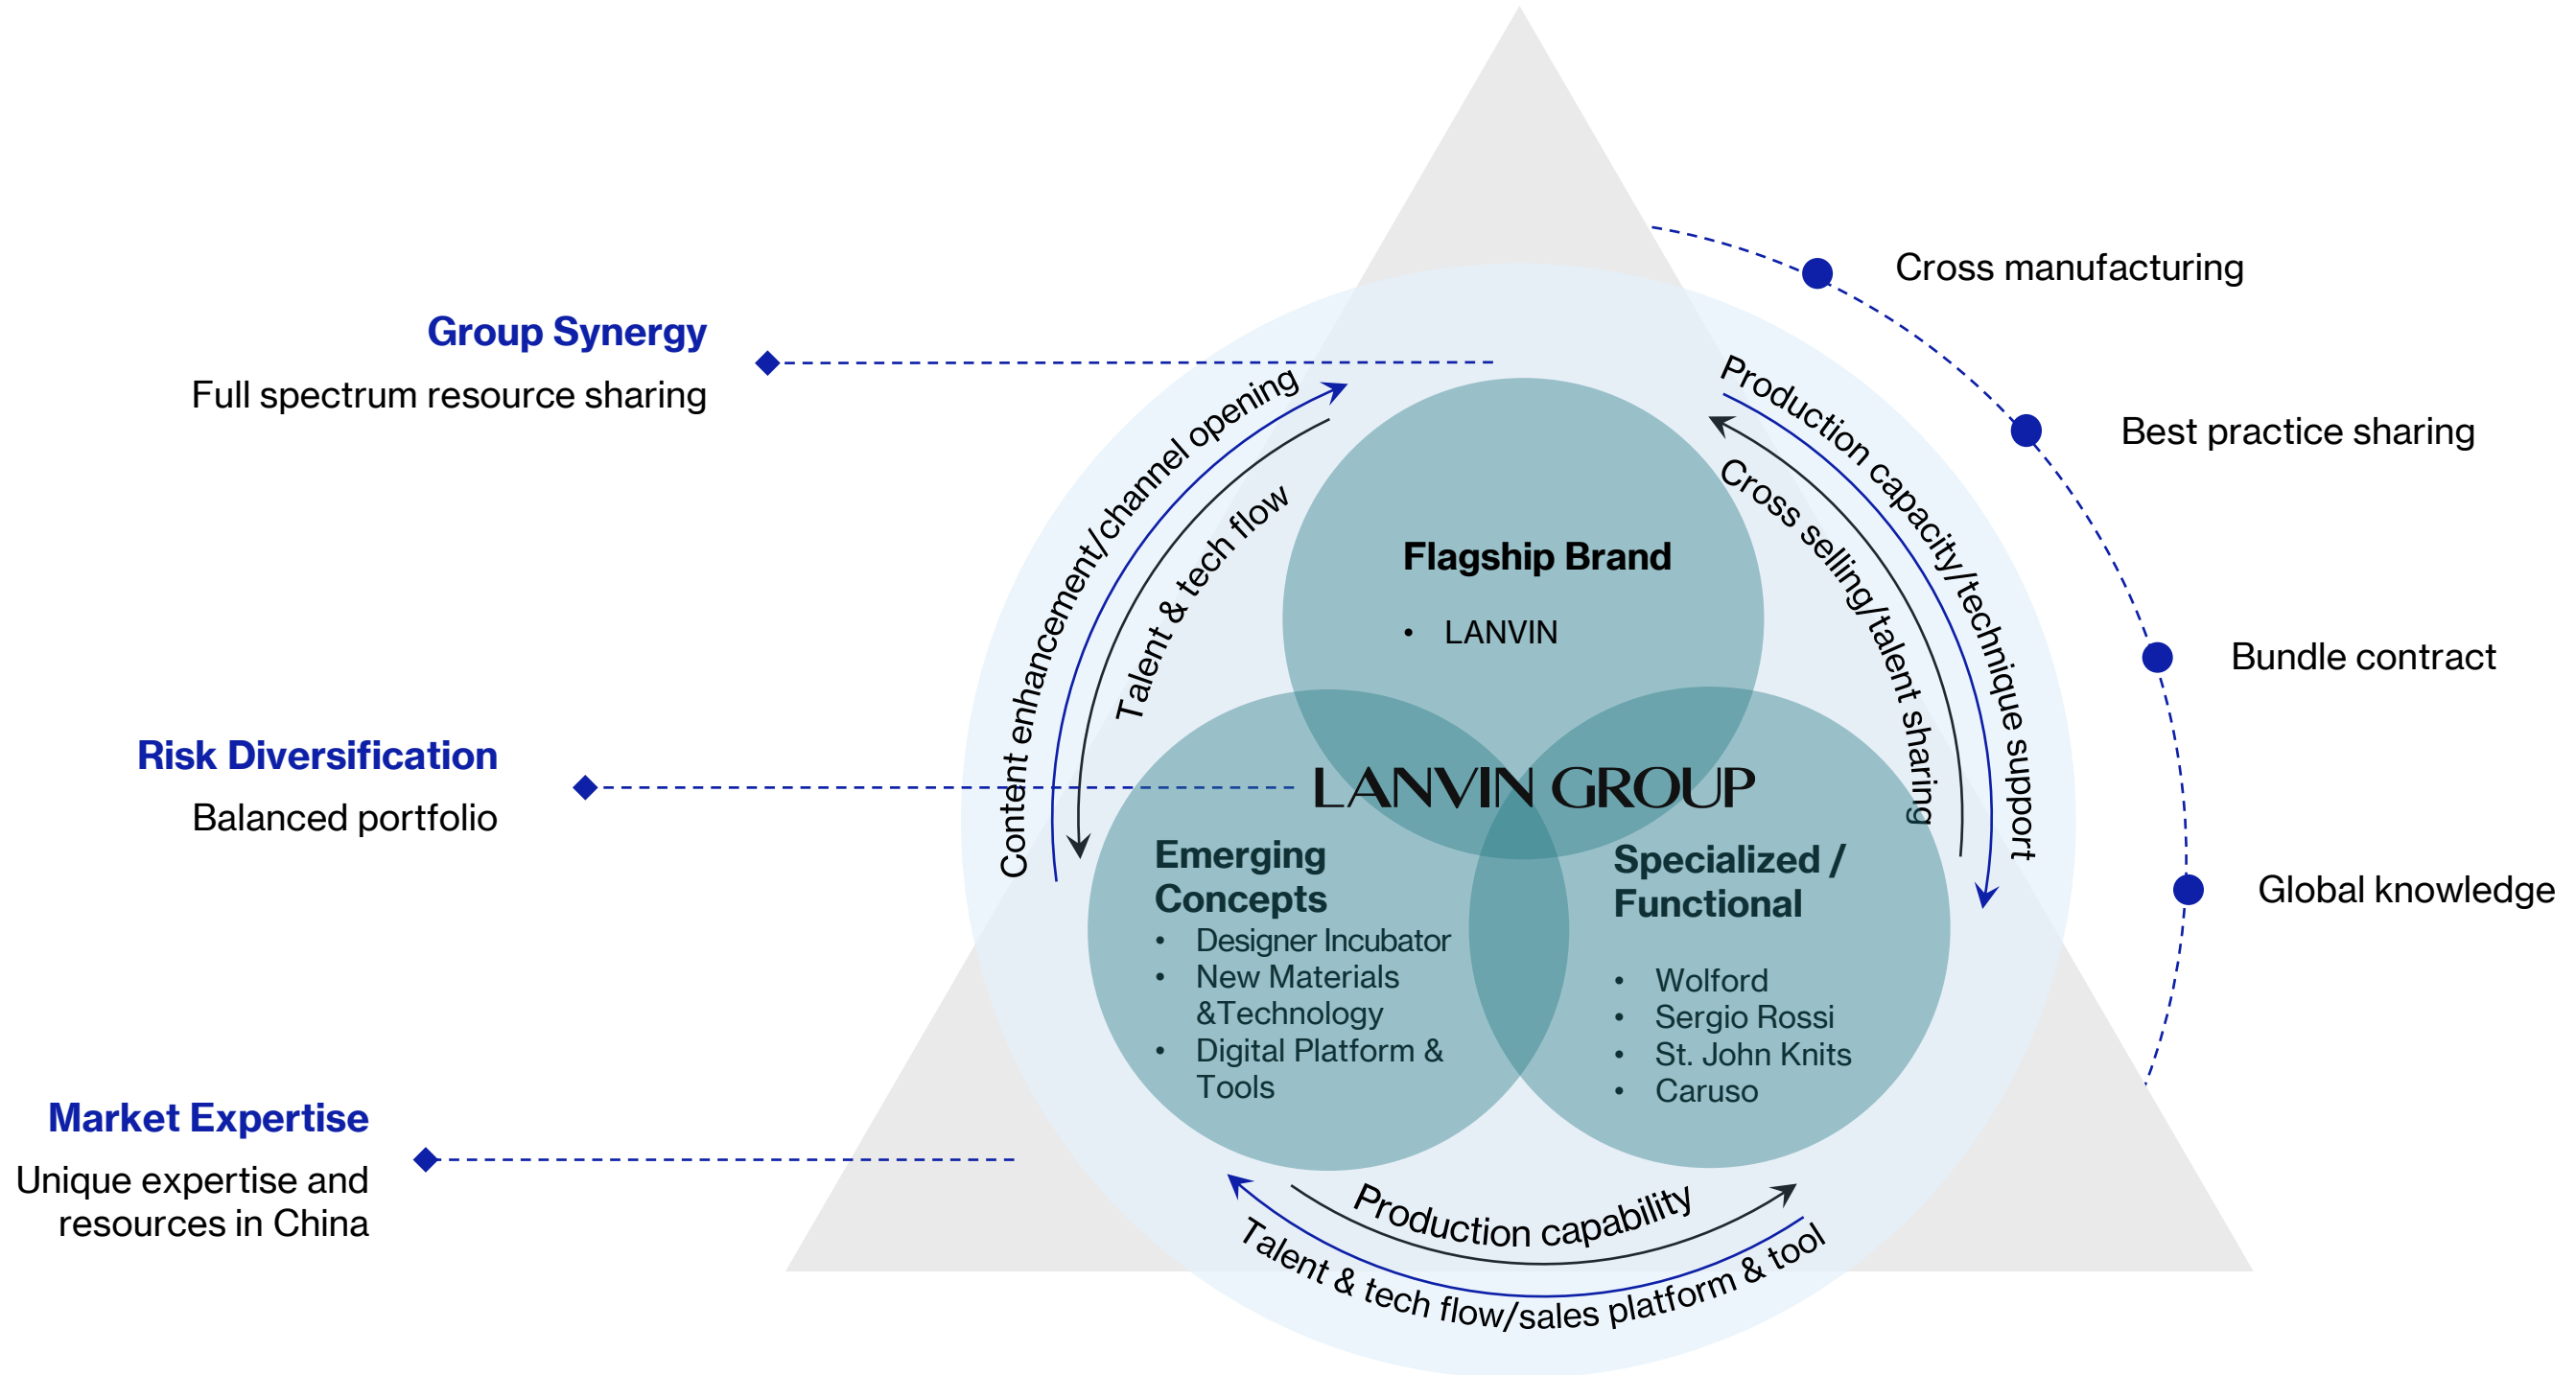 Group Synergy
Full spectrum resource sharing
Risk Diversification
Balanced portfolio
Market Expertise
Unique expertise and
resources in China
Content enhancement/channel opening
Talent & tech flow
Production capacity/technique support
Cross selling/talent sharing
Flagship Brand
• LANVIN
LANVIN GROUP
Emerging
Concepts
• Designer Incubator
• New Materials
&Technology
• Digital Platform &
Tools
Specialized /
Functional
• Wolford
• Sergio Rossi
• St. John Knits
• Caruso
Production capability
Talent & tech flow/sales platform & tool
Cross manufacturing
Best practice sharing
Bundle contract
Global knowledge